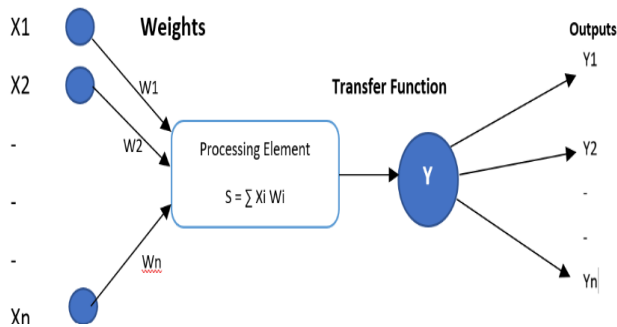 X1
Weights
Outputs
Y1
X2
W1
Transfer Function
-
W2
Processing Element
Y
Y2
-
S = ∑ Xi Wi
-
-
-
Wn
Yn
Xn